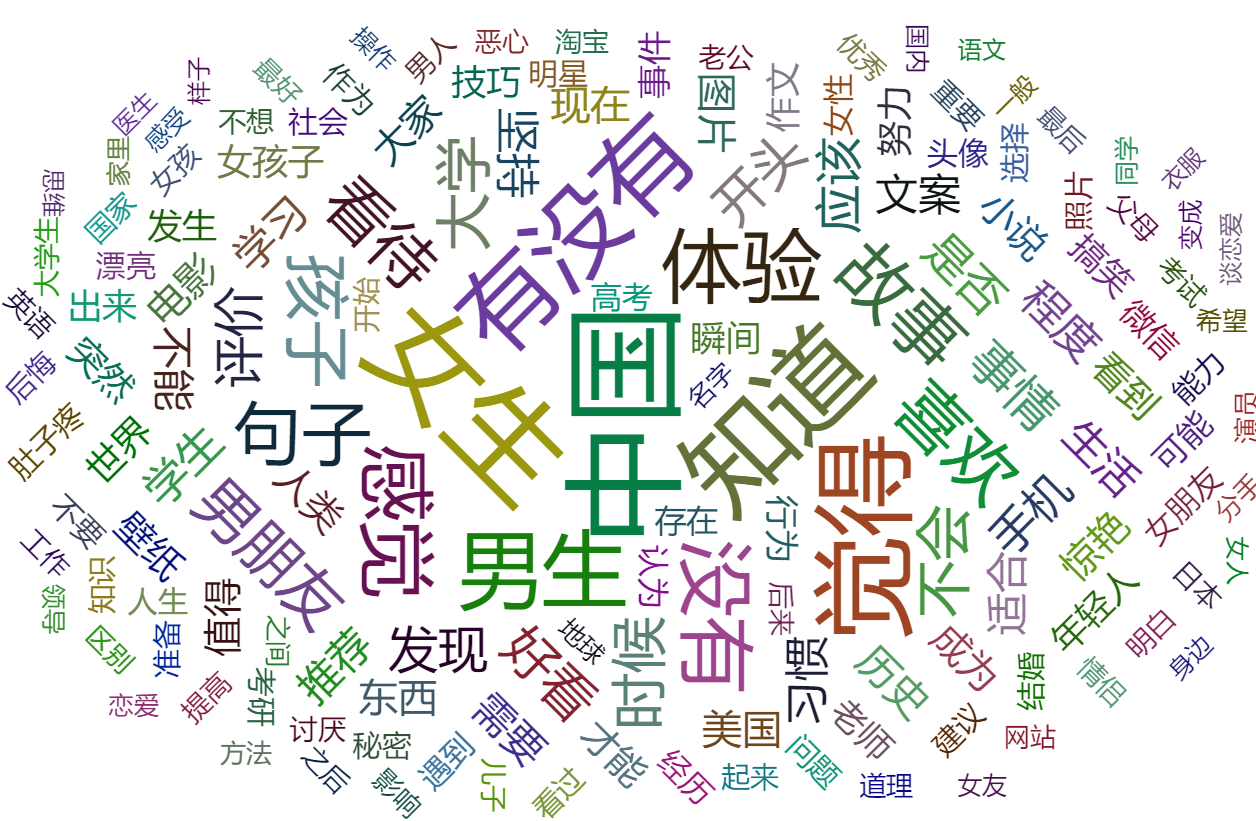 操作
男人
恶心
淘宝
事件
老公
优秀
内国
语文
样子
最好
作为
技巧
明星
现在
图片
作文
女性
努力
重要
一般
最后
医生
感受
不想
社会
大家
坚持
开头
应该
头像
选择
同学
衣服
家里
女孩
女孩子
大学
有没有
文案
照片
父母
变成
谈恋爱
国家
发生
学习
看待
体验
故事
是否
小说
搞笑
大学生
漂亮
电影
孩子
开始
高考
程度
微信
考试
希望
英语
出来
评价
女生
中国
瞬间
知道
事情
看到
能力
后悔
突然
不能
名字
喜欢
生活
可能
演员
肚子疼
世界
学生
句子
感觉
觉得
手机
女朋友
分手
不要
壁纸
男朋友
人类
男生
存在
行为
不会
惊艳
女人
工作
知识
人生
值得
认为
没有
后来
适合
年轻人
日本
领导
区别
准备
之间
推荐
发现
好看
地球
时候
习惯
历史
成为
结婚
情侣
明白
身边
恋爱
提高
考研
东西
需要
美国
老师
建议
网站
方法
讨厌
之后
秘密
影响
遇到
儿子
看过
才能
经历
起来
问题
道理
女友